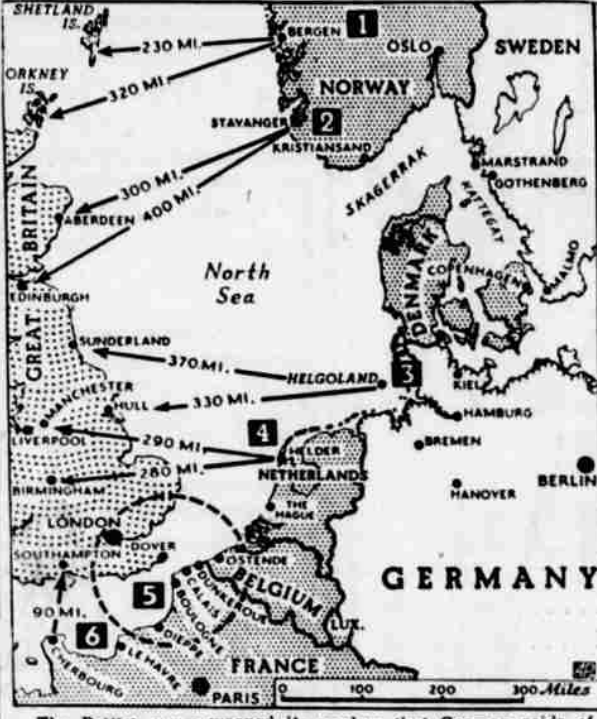 SHETLAND
IS.
230 MI.
BERGEN
1
OSLO
SWEDEN
ORKNEY
IS.
320 MI.
NORWAY
STAVANGER
2
KRISTIANSAND
MARSTRAND
GOTHENBERG
SKAGERRAK
KATTEGAT
300 MI.
400 MI.
ABERDEEN
GREAT BRITAIN
EDINBURGH
North
Sea
DENMARK
COPENHAGEN
MALMO
SUNDERLAND
370 MI.
HELGOLAND
3
KIEL
MANCHESTER
HULL
330 MI.
HAMBURG
LIVERPOOL
290 MI.
4
HELDER
BREMEN
280 MI.
NETHERLANDS
BERLIN
BIRMINGHAM
HANOVER
THE
HAGUE
LONDON
DOVER
SOUTHAMPTON
OSTENDE
GERMANY
5
DUNKERQUE
BELGIUM
CALAIS
BOULOGNE
90 MI.
DIEPPE
LUX.
6
LE HAVRE
CHERBOURG
FRANCE
PARIS
0 100 200 300 Miles